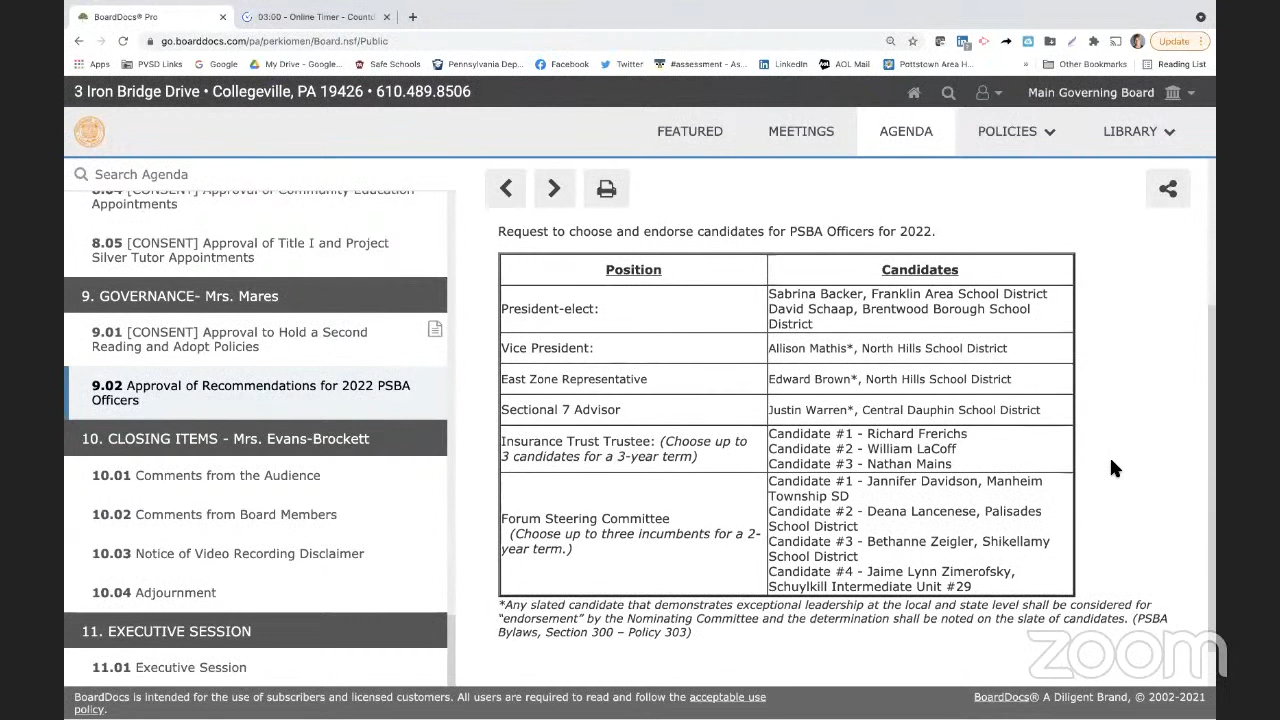 BoardDocs® Pro
03:00 - Online Timer - Countd
go.boarddocs.com/pa/perkiomen/Board.nsf/Public
Update
Apps
PVSD Links
Google
My Drive - Google...
Safe Schools
Pennsylvania Dep...
Facebook
Twitter
#assessment - As...
LinkedIn
AOL Mail
Pottstown Area H...
»
Other Bookmarks
Reading List
3 Iron Bridge Drive • Collegeville, PA 19426 • 610.489.8506
Main Governing Board
FEATURED
MEETINGS
AGENDA
POLICIES
LIBRARY
Search Agenda
8.04 [CONSENT] Approval of Community Education
Appointments
8.05 [CONSENT] Approval of Title I and Project
Silver Tutor Appointments
9. GOVERNANCE- Mrs. Mares
9.01 [CONSENT] Approval to Hold a Second
Reading and Adopt Policies
9.02 Approval of Recommendations for 2022 PSBA
Officers
10. CLOSING ITEMS - Mrs. Evans-Brockett
10.01 Comments from the Audience
10.02 Comments from Board Members
10.03 Notice of Video Recording Disclaimer
10.04 Adjournment
11. EXECUTIVE SESSION
11.01 Executive Session
Request to choose and endorse candidates for PSBA Officers for 2022.
Position
Candidates
President-elect:
Sabrina Backer, Franklin Area School District
David Schaap, Brentwood Borough School
District
Vice President:
Allison Mathis*, North Hills School District
East Zone Representative
Edward Brown*, North Hills School District
Sectional 7 Advisor
Justin Warren*, Central Dauphin School District
Insurance Trust Trustee: (Choose up to
3 candidates for a 3-year term)
Candidate #1 - Richard Frerichs
Candidate #2 - William LaCoff
Candidate #3 - Nathan Mains
Forum Steering Committee
(Choose up to three incumbents for a 2-
year term.)
Candidate #1 - Jannifer Davidson, Manheim
Township SD
Candidate #2 - Deana Lancenese, Palisades
School District
Candidate #3 - Bethanne Zeigler, Shikellamy
School District
Candidate #4 - Jaime Lynn Zimerofsky,
Schuylkill Intermediate Unit #29
*Any slated candidate that demonstrates exceptional leadership at the local and state level shall be considered for
"endorsement" by the Nominating Committee and the determination shall be noted on the slate of candidates. (PSBA
Bylaws, Section 300 – Policy 303)
zoom
BoardDocs is intended for the use of subscribers and licensed customers. All users are required to read and follow the acceptable use
policy.
BoardDocs® A Diligent Brand, © 2002-2021